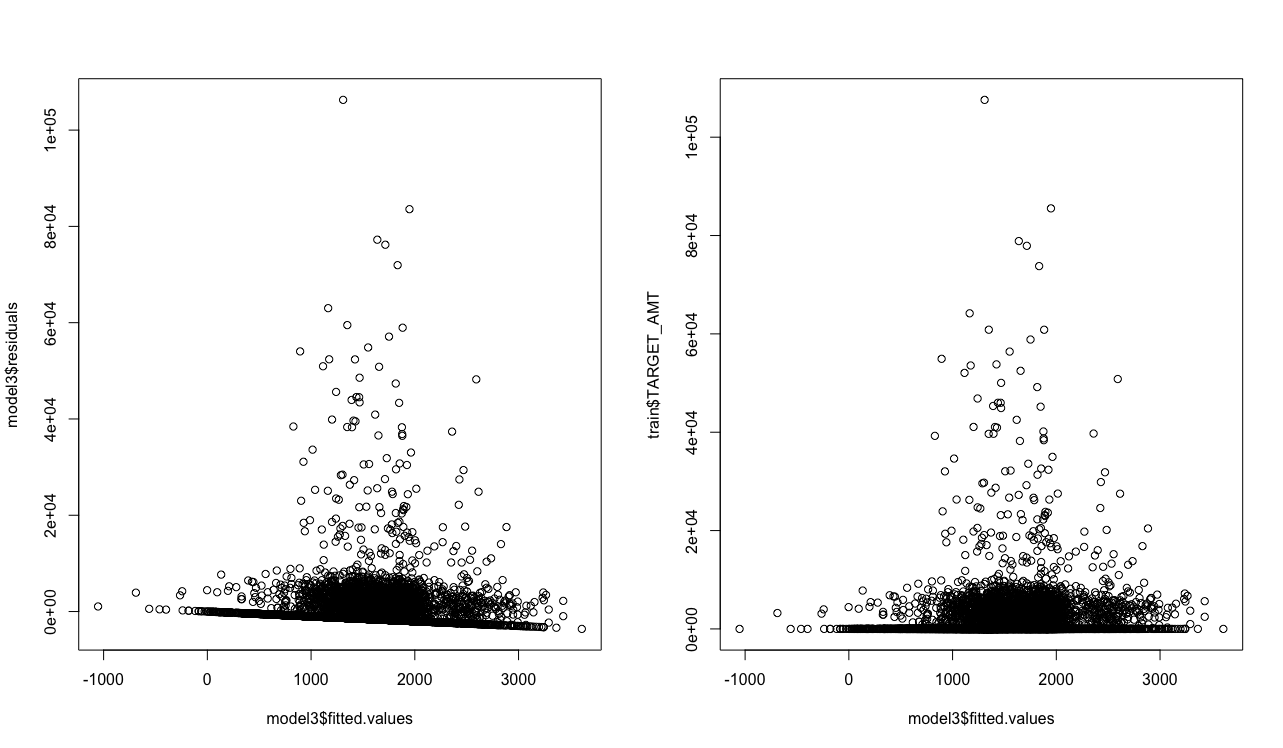 model3$residuals
1e+05
8e+04
6e+04
4e+04
2e+04
0e+00
-1000 0 1000 2000 3000
model3$fitted.values
train$TARGET_AMT
1e+05
8e+04
6e+04
4e+04
2e+04
0e+00
-1000 0 1000 2000 3000
model3$fitted.values